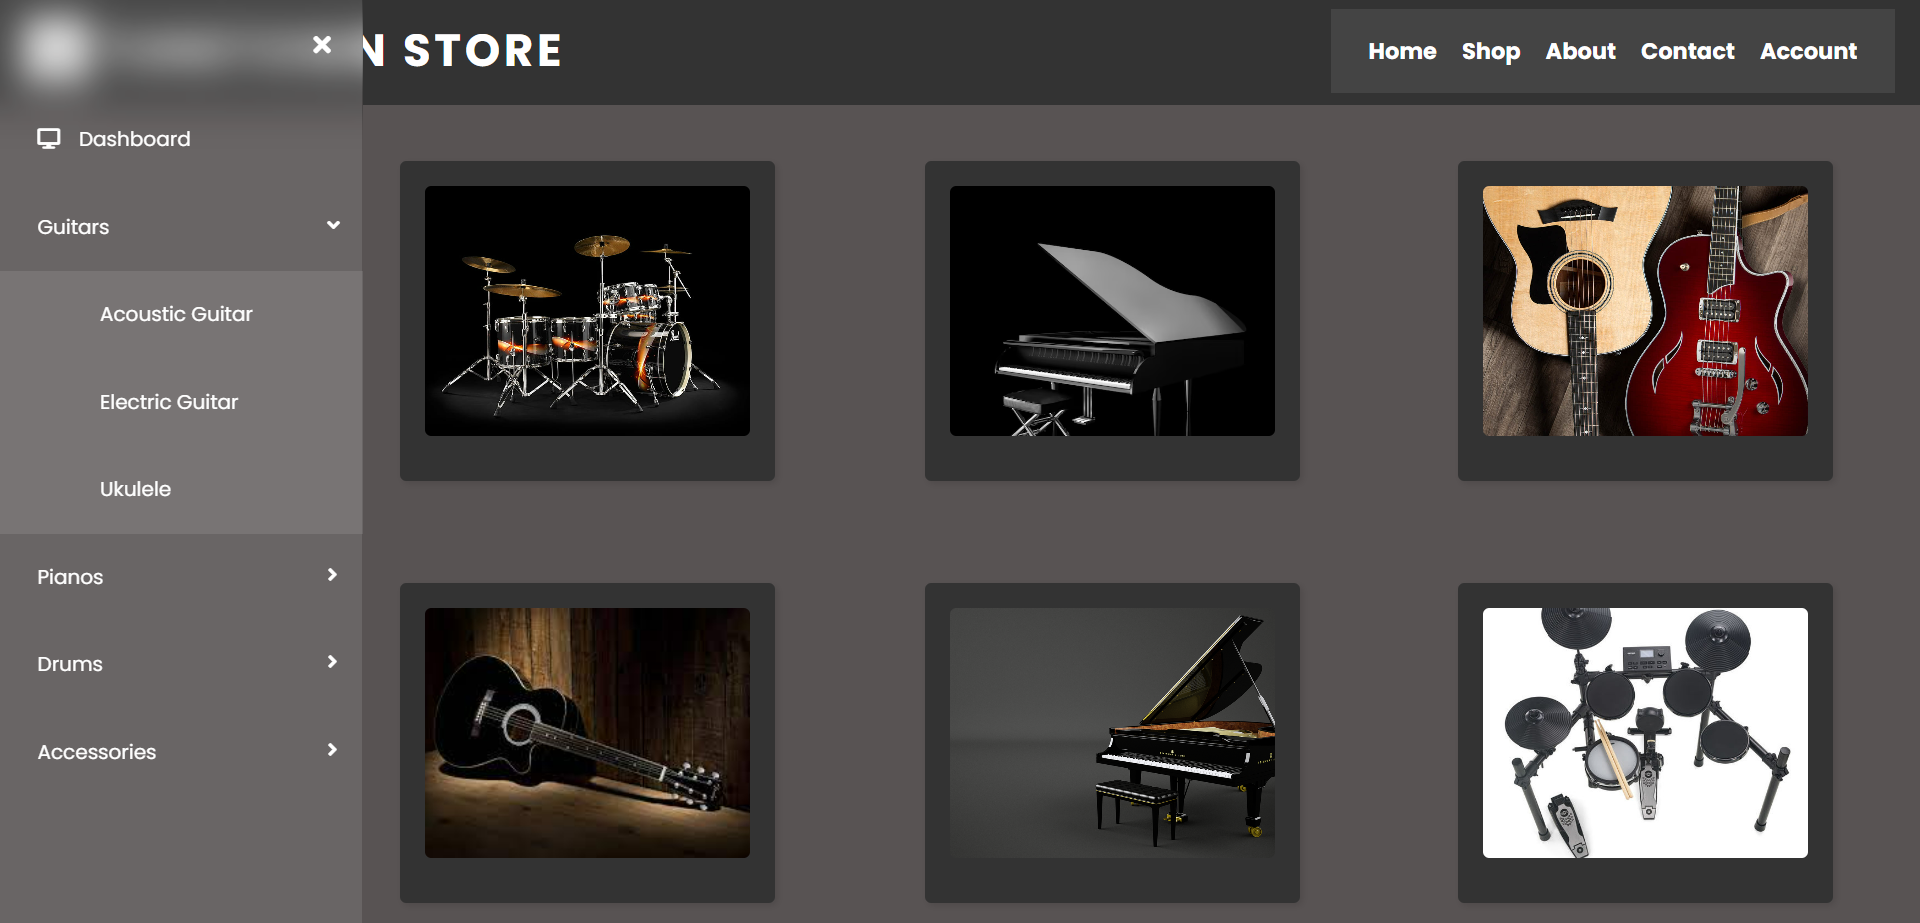 N STORE
Home Shop About Contact Account
Dashboard
Guitars
Acoustic Guitar
Electric Guitar
Ukulele
Pianos
Drums
Accessories